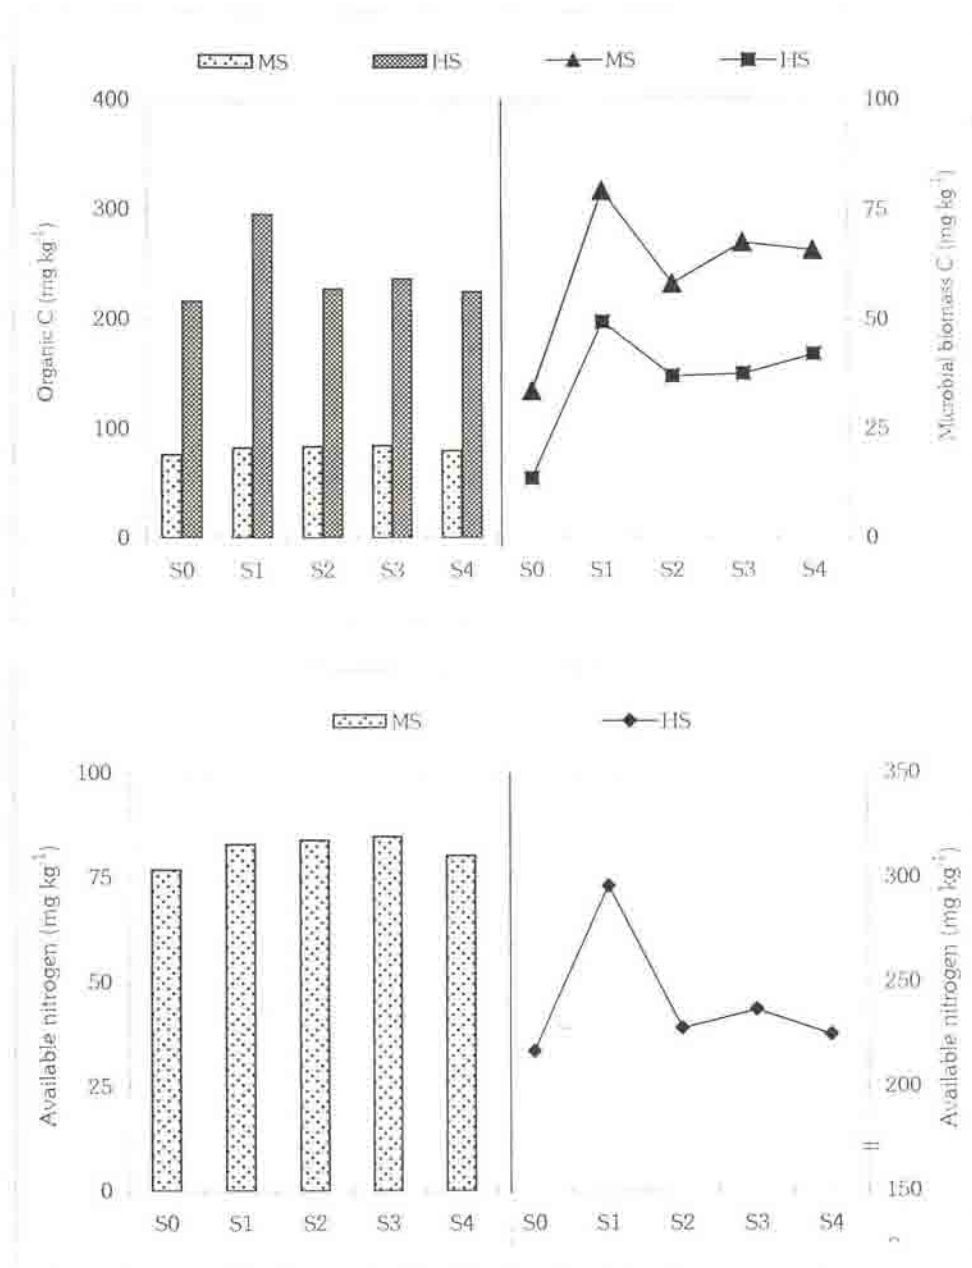 MS HS MS HS
400 100
300 75
200 50
100 25
0 0
Organic C (mg kg⁻¹)
Microbial biomass C (mg kg⁻¹)
S0 S1 S2 S3 S4 S0 S1 S2 S3 S4
MS HS
100 350
75 300
50 250
25 200
0 150
Available nitrogen (mg kg⁻¹)
Available nitrogen (mg kg⁻¹)
S0 S1 S2 S3 S4 S0 S1 S2 S3 S4